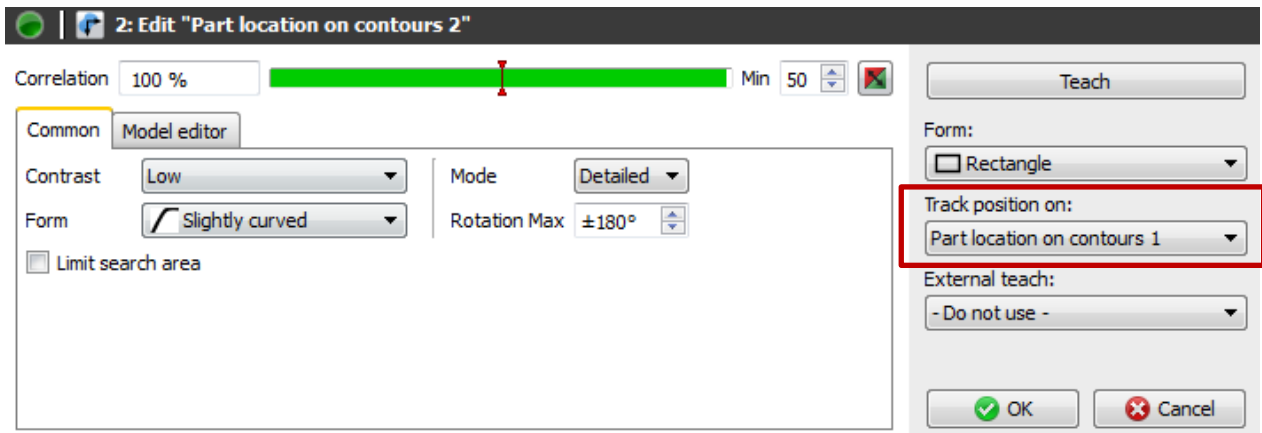 2: Edit "Part location on contours 2"
Correlation 100 % Min 50
Teach
Common Model editor
Form:
Rectangle
Contrast Low Mode Detailed
Track position on:
Form Slightly curved Rotation Max ±180°
Part location on contours 1
Limit search area
External teach:
- Do not use -
OK Cancel